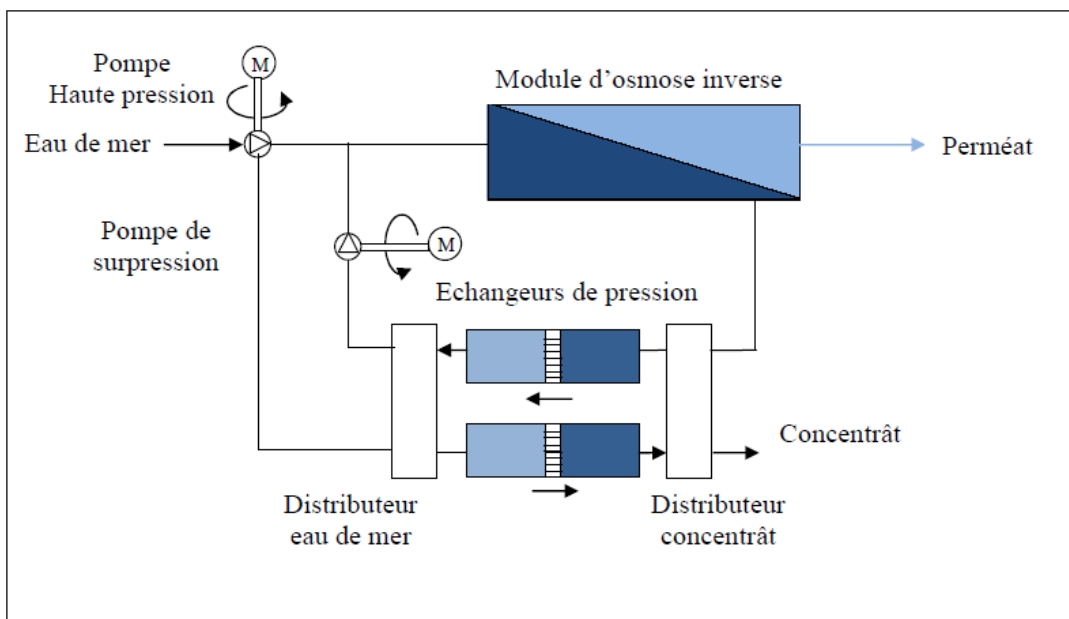 Pompe
Haute pression
M
Module d'osmose inverse
Eau de mer
Perméat
Pompe de
surpression
M
Echangeurs de pression
Concentrât
Distributeur
eau de mer
Distributeur
concentrât